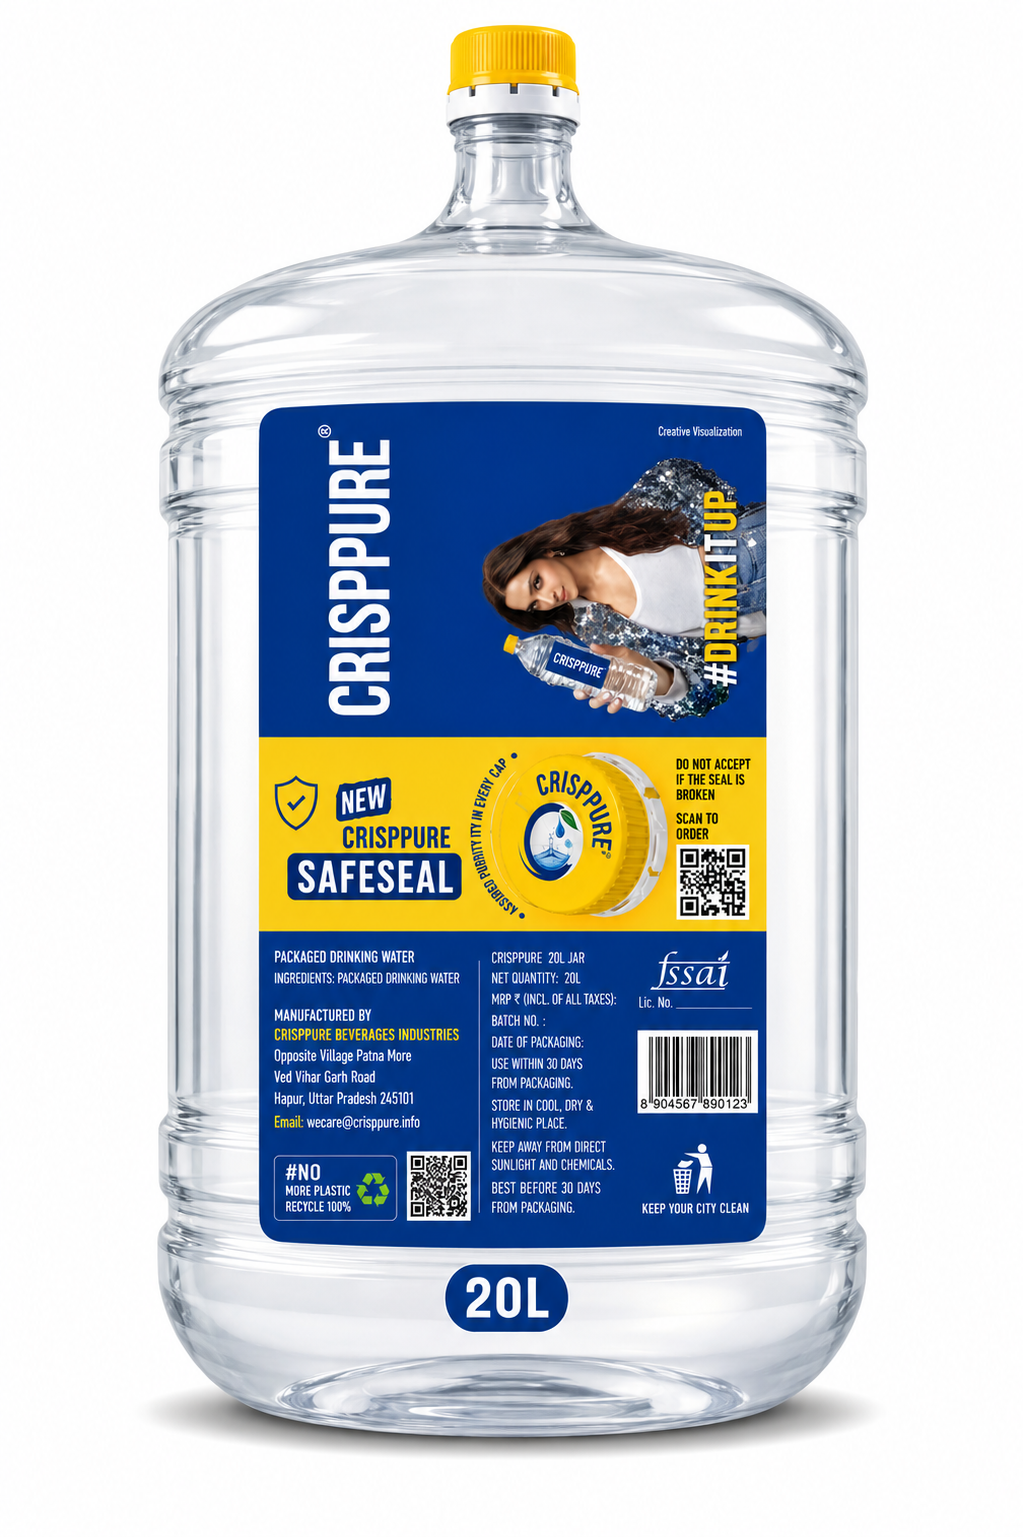 CRISPPURE®
Creative Visualization
#DRINKITUP
CRISPPURE
NEW
CRISPPURE
SAFESEAL
ASSIRED PURRITY ITY IN EVERY CAP
CRISPPURE®
DO NOT ACCEPT
IF THE SEAL IS
BROKEN
SCAN TO
ORDER
PACKAGED DRINKING WATER
INGREDIENTS: PACKAGED DRINKING WATER
MANUFACTURED BY
CRISPPURE BEVERAGES INDUSTRIES
Opposite Village Patna More
Ved Vihar Garh Road
Hapur, Uttar Pradesh 245101
Email: wecare@crisppure.info
#NO
MORE PLASTIC
RECYCLE 100%
CRISPPURE 20L JAR
NET QUANTITY: 20L
MRP ₹ (INCL. OF ALL TAXES):
BATCH NO. :
DATE OF PACKAGING:
USE WITHIN 30 DAYS
FROM PACKAGING.
STORE IN COOL, DRY &
HYGIENIC PLACE.
KEEP AWAY FROM DIRECT
SUNLIGHT AND CHEMICALS.
BEST BEFORE 30 DAYS
FROM PACKAGING.
fssai
Lic. No.
8 904567 890123
KEEP YOUR CITY CLEAN
20L